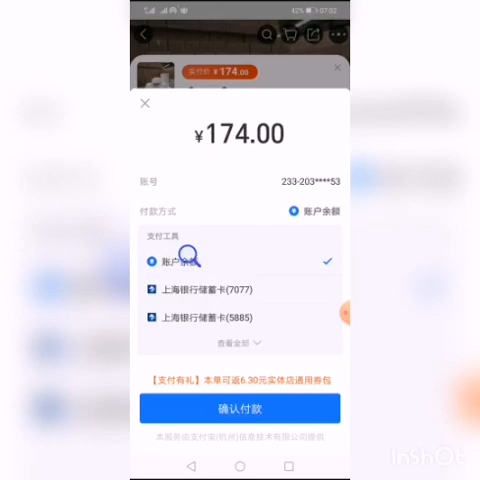 42% 07:02
实付价 ¥174.00
¥174.00
账号 233-203****53
付款方式 账户余额
支付工具
账户余额
上海银行储蓄卡(7077)
上海银行储蓄卡(5885)
查看全部
【支付有礼】本单可返6.30元实体店通用券包
确认付款
本服务由支付宝(杭州)信息技术有限公司提供
InShOt